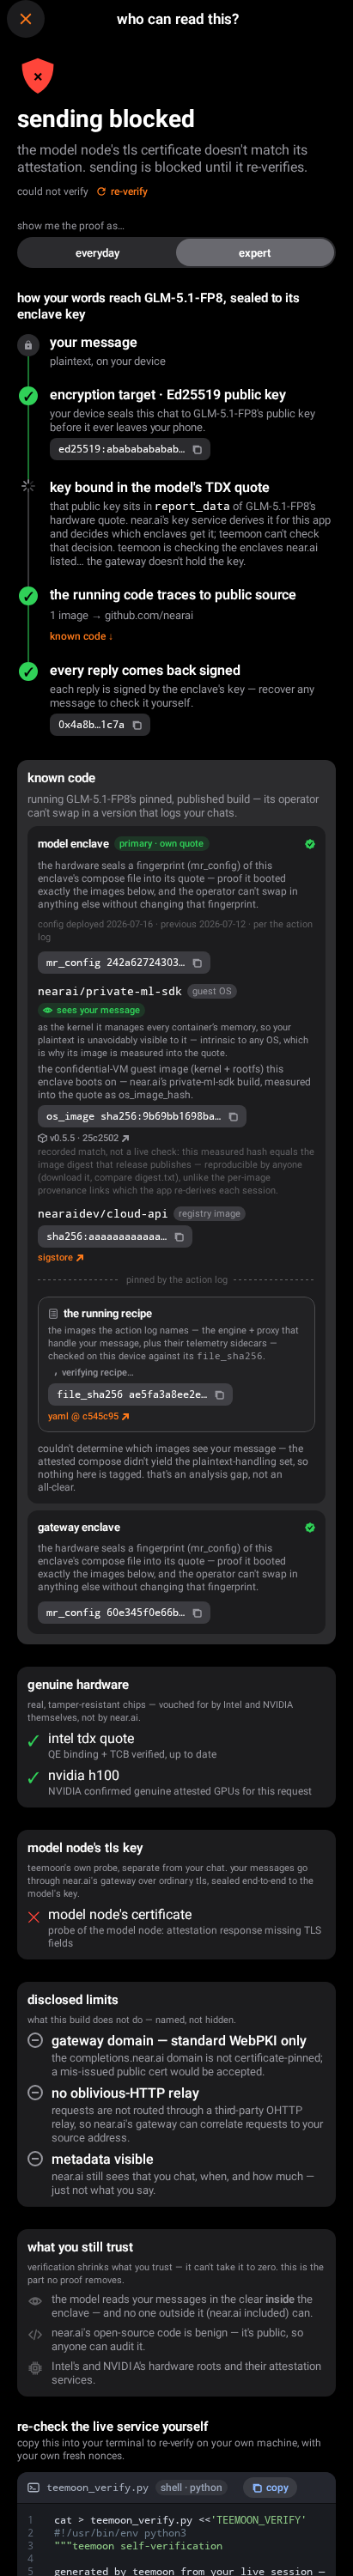 who can read this?
sending blocked
the model node's tls certificate doesn't match its
attestation. sending is blocked until it re-verifies.
could not verify re-verify
show me the proof as...
everyday expert
how your words reach GLM-5.1-FP8, sealed to its
enclave key
your message
plaintext, on your device
encryption target · Ed25519 public key
your device seals this chat to GLM-5.1-FP8's public key
before it ever leaves your phone.
ed25519:abababababab…
key bound in the model's TDX quote
that public key sits in report_data of GLM-5.1-FP8's
hardware quote. near.ai's key service derives it for this app
and decides which enclaves get it; teemoon can't change
that decision. teemoon is checking the enclaves near.ai
listed… the gateway doesn't hold the key.
the running code traces to public source
1 image → github.com/nearai
known code ↓
every reply comes back signed
each reply is signed by the enclave's key — recover any
message to check it yourself.
0x4a8b…1c7a
known code
running GLM-5.1-FP8's pinned, published build — its operator
can't swap in a version that logs your chats.
model enclave primary · own quote
the hardware seals a fingerprint (mr_config) of this
enclave's compose file into its quote — proof it booted
exactly the images below, and the operator can't swap in
anything else without changing that fingerprint.
config deployed 2026-07-16 · previous 2026-07-12 · per the action
log
mr_config 242a62724303…
nearai/private-ml-sdk guest OS
sees your message
as the kernel it manages every container's memory, so your
plaintext is unavoidably visible to it — intrinsic to any OS, which
is why its image is measured into the quote.
the confidential-VM guest image (kernel + rootfs) this
enclave boots on — near.ai's private-ml-sdk build, measured
into the quote as os_image_hash.
os_image sha256:9b69bb1698ba…
v0.5.5 · 25c2502
recorded match, not a live check: this measured hash equals the
image digest that release publishes — reproducible by anyone
(download it, compare digest.txt), unlike the per-image
provenance links which the app re-derives each session.
nearaidev/cloud-api registry image
sha256:aaaaaaaaaaaa…
sigstore
pinned by the action log
the running recipe
the images the action log names — the engine + proxy that
handle your message, plus their telemetry sidecars —
checked on this device against its file_sha256.
verifying recipe…
file_sha256 ae5fa3a8ee2e…
yaml @ c545c95
couldn't determine which images see your message — the
attested compose didn't yield the plaintext-handling set, so
nothing here is tagged. that's an analysis gap, not an
all-clear.
gateway enclave
the hardware seals a fingerprint (mr_config) of this
enclave's compose file into its quote — proof it booted
exactly the images below, and the operator can't swap in
anything else without changing that fingerprint.
mr_config 60e345f0e66b…
genuine hardware
real, tamper-resistant chips — vouched for by Intel and NVIDIA
themselves, not by near.ai.
intel tdx quote
QE binding + TCB verified, up to date
nvidia h100
NVIDIA confirmed genuine attested GPUs for this request
model node's tls key
teemoon's own probe, separate from your chat. your messages go
through near.ai's gateway over ordinary tls, sealed end-to-end to the
model's key.
model node's certificate
probe of the model node: attestation response missing TLS
fields
disclosed limits
what this build does not do — named, not hidden.
gateway domain — standard WebPKI only
the completions.near.ai domain is not certificate-pinned;
a mis-issued public cert would be accepted.
no oblivious-HTTP relay
requests are not routed through a third-party OHTTP
relay, so near.ai's gateway can correlate requests to your
source address.
metadata visible
near.ai still sees that you chat, when, and how much —
just not what you say.
what you still trust
verification shrinks what you trust — it can't take it to zero. this is the
part no proof removes.
the model reads your messages in the clear inside the
enclave — and no one outside it (near.ai included) can.
near.ai's open-source code is benign — it's public, so
anyone can audit it.
Intel's and NVIDIA's hardware roots and their attestation
services.
re-check the live service yourself
copy this into your terminal to re-verify on your own machine, with
your own fresh nonces.
teemoon_verify.py shell · python copy
1 cat > teemoon_verify.py <<'TEEMOON_VERIFY'
2 #!/usr/bin/env python3
3 """teemoon self-verification
4
5 generated by teemoon from your live session —